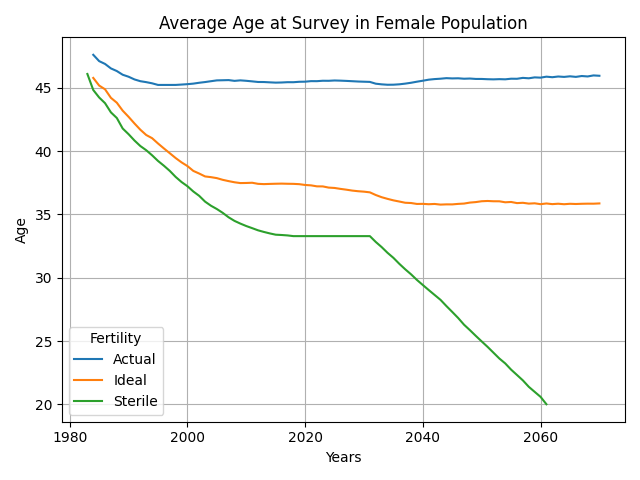 Average Age at Survey in Female Population
Age
45
40
35
30
25
20
Fertility
Actual
Ideal
Sterile
1980
2000
2020
2040
2060
Years